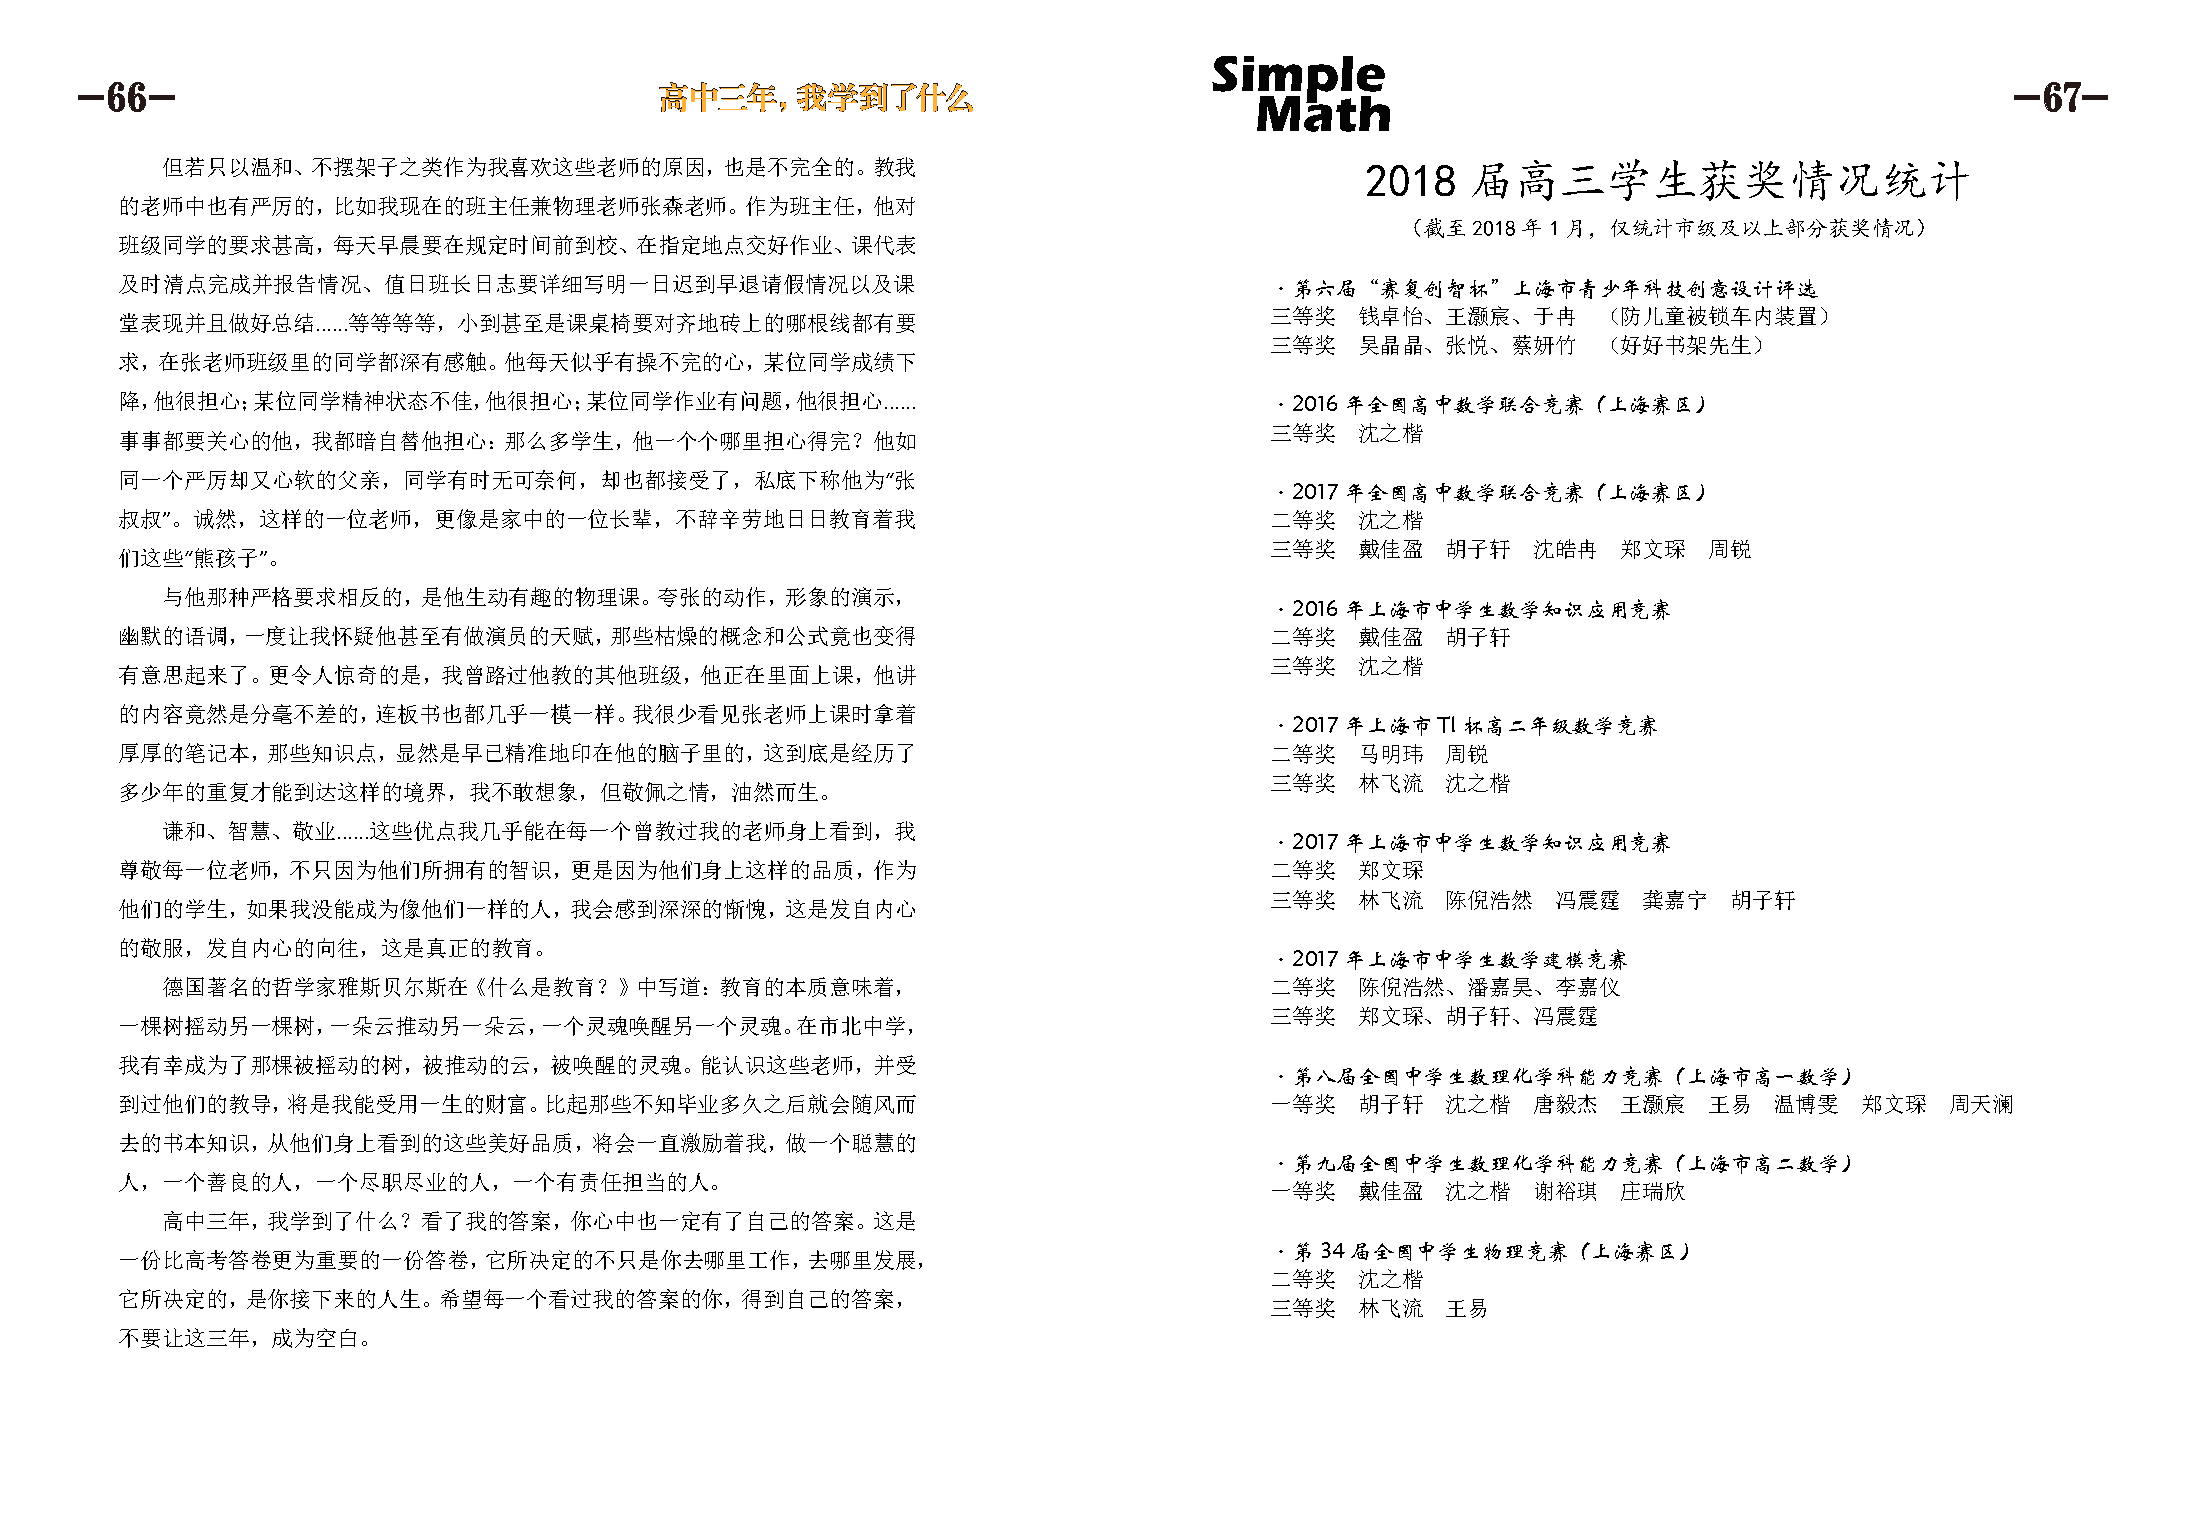 —66—
高中三年，我学到了什么
但若只以温和、不摆架子之类作为我喜欢这些老师的原因，也是不完全的。教我
的老师中也有严厉的，比如我现在的班主任兼物理老师张森老师。作为班主任，他对
班级同学的要求甚高，每天早晨要在规定时间前到校、在指定地点交好作业、课代表
及时清点完成并报告情况、值日班长日志要详细写明一日迟到早退请假情况以及课
堂表现并且做好总结……等等等等，小到甚至是课桌椅要对齐地砖上的哪根线都有要
求，在张老师班级里的同学都深有感触。他每天似乎有操不完的心，某位同学成绩下
降，他很担心；某位同学精神状态不佳，他很担心；某位同学作业有问题，他很担心……
事事都要关心的他，我都暗自替他担心：那么多学生，他一个个哪里担心得完？他如
同一个严厉却又心软的父亲，同学有时无可奈何，却也都接受了，私底下称他为“张
叔叔”。诚然，这样的一位老师，更像是家中的一位长辈，不辞辛劳地日日教育着我
们这些“熊孩子”。
与他那种严格要求相反的，是他生动有趣的物理课。夸张的动作，形象的演示，
幽默的语调，一度让我怀疑他甚至有做演员的天赋，那些枯燥的概念和公式竟也变得
有意思起来了。更令人惊奇的是，我曾路过他教的其他班级，他正在里面上课，他讲
的内容竟然是分毫不差的，连板书也都几乎一模一样。我很少看见张老师上课时拿着
厚厚的笔记本，那些知识点，显然是早已精准地印在他的脑子里的，这到底是经历了
多少年的重复才能到达这样的境界，我不敢想象，但敬佩之情，油然而生。
谦和、智慧、敬业……这些优点我几乎能在每一个曾教过我的老师身上看到，我
尊敬每一位老师，不只因为他们所拥有的智识，更是因为他们身上这样的品质，作为
他们的学生，如果我没能成为像他们一样的人，我会感到深深的惭愧，这是发自内心
的敬服，发自内心的向往，这是真正的教育。
德国著名的哲学家雅斯贝尔斯在《什么是教育？》中写道：教育的本质意味着，
一棵树摇动另一棵树，一朵云推动另一朵云，一个灵魂唤醒另一个灵魂。在市北中学，
我有幸成为了那棵被摇动的树，被推动的云，被唤醒的灵魂。能认识这些老师，并受
到过他们的教导，将是我能受用一生的财富。比起那些不知毕业多久之后就会随风而
去的书本知识，从他们身上看到的这些美好品质，将会一直激励着我，做一个聪慧的
人，一个善良的人，一个尽职尽业的人，一个有责任担当的人。
高中三年，我学到了什么？看了我的答案，你心中也一定有了自己的答案。这是
一份比高考答卷更为重要的一份答卷，它所决定的不只是你去哪里工作，去哪里发展，
它所决定的，是你接下来的人生。希望每一个看过我的答案的你，得到自己的答案，
不要让这三年，成为空白。
Simple
Math
—67—
2018 届高三学生获奖情况统计
（截至 2018 年 1 月，仅统计市级及以上部分获奖情况）
·第六届“赛复创智杯”上海市青少年科技创意设计评选
三等奖 钱卓怡、王灏宸、于冉 （防儿童被锁车内装置）
三等奖 吴晶晶、张悦、蔡妍竹 （好好书架先生）
·2016 年全国高中数学联合竞赛（上海赛区）
三等奖 沈之楷
·2017 年全国高中数学联合竞赛（上海赛区）
二等奖 沈之楷
三等奖 戴佳盈 胡子轩 沈皓冉 郑文琛 周锐
·2016 年上海市中学生数学知识应用竞赛
二等奖 戴佳盈 胡子轩
三等奖 沈之楷
·2017 年上海市 TI 杯高二年级数学竞赛
二等奖 马明玮 周锐
三等奖 林飞流 沈之楷
·2017 年上海市中学生数学知识应用竞赛
二等奖 郑文琛
三等奖 林飞流 陈倪浩然 冯震霆 龚嘉宁 胡子轩
·2017 年上海市中学生数学建模竞赛
二等奖 陈倪浩然、潘嘉昊、李嘉仪
三等奖 郑文琛、胡子轩、冯震霆
·第八届全国中学生数理化学科能力竞赛（上海市高一数学）
一等奖 胡子轩 沈之楷 唐毅杰 王灏宸 王易 温博雯 郑文琛 周天澜
·第九届全国中学生数理化学科能力竞赛（上海市高二数学）
一等奖 戴佳盈 沈之楷 谢裕琪 庄瑞欣
·第 34 届全国中学生物理竞赛（上海赛区）
二等奖 沈之楷
三等奖 林飞流 王易